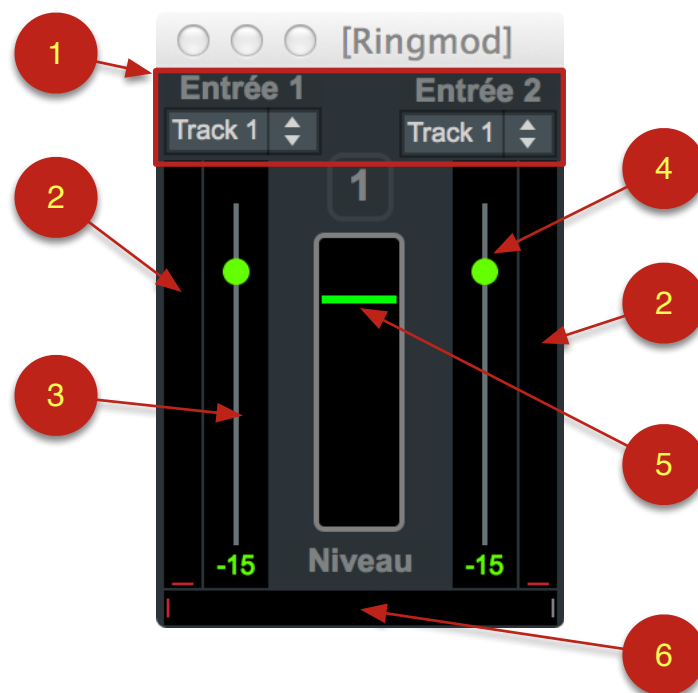 [Ringmod]
1
Entrée 1
Entrée 2
Track 1
Track 1
1
4
2
2
3
5
-15
Niveau
-15
6